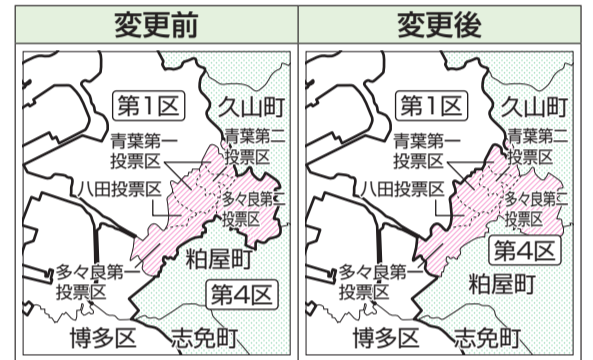 変更前
第1区
久山町
青葉第一
投票区
青葉第二
投票区
八田投票区
多々良第二
投票区
粕屋町
多々良第一
投票区
第4区
博多区
志免町
変更後
第1区
久山町
青葉第一
投票区
青葉第二
投票区
八田投票区
多々良第二
投票区
第4区
粕屋町
多々良第一
投票区
博多区
志免町